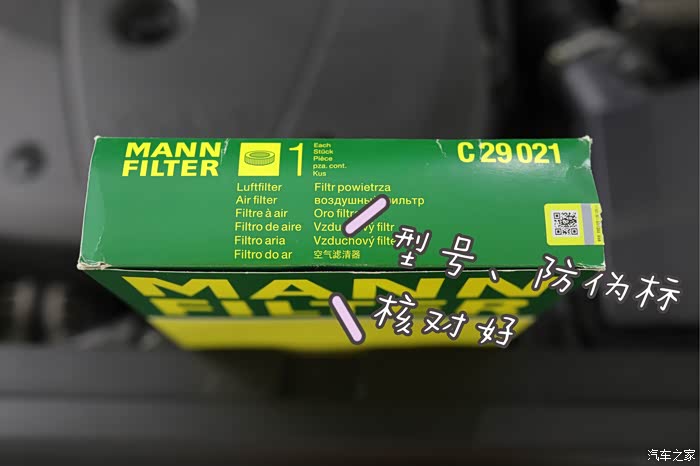 MANN
FILTER
1
Each
Stück
Pièce
pza. cont.
Kus
C 29 021
Luftfilter
Air filter
Filtre à air
Filtro de aire
Filtro aria
Filtro do ar
Filtr powietrza
воздушный фильтр
Oro filtr
Vzduchový filtr
Vzduchový filte
空气滤清器
MANN
FILTER
型号、防伪标
核对好
汽车之家